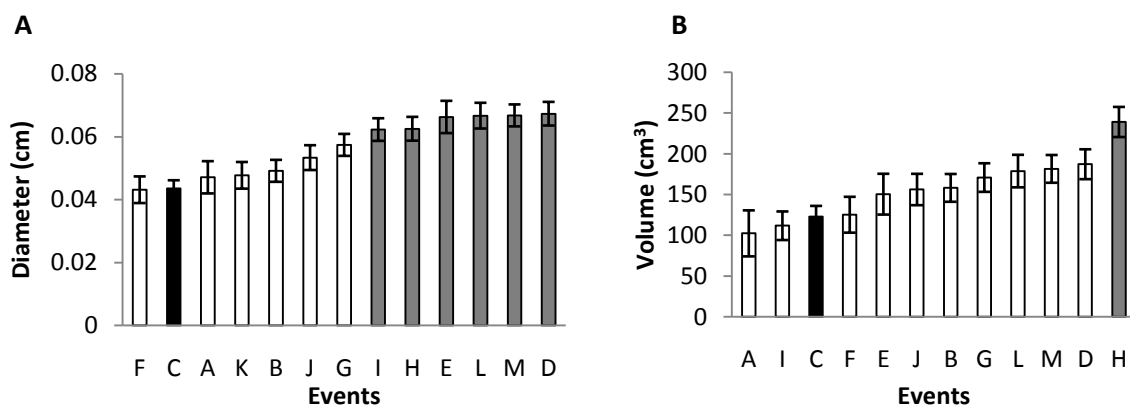 A
Diameter (cm)
0.08
0.06
0.04
0.02
0
F C A K B J G I H E L M D
Events
B
Volume (cm³)
300
250
200
150
100
50
0
A I C F E J B G L M D H
Events